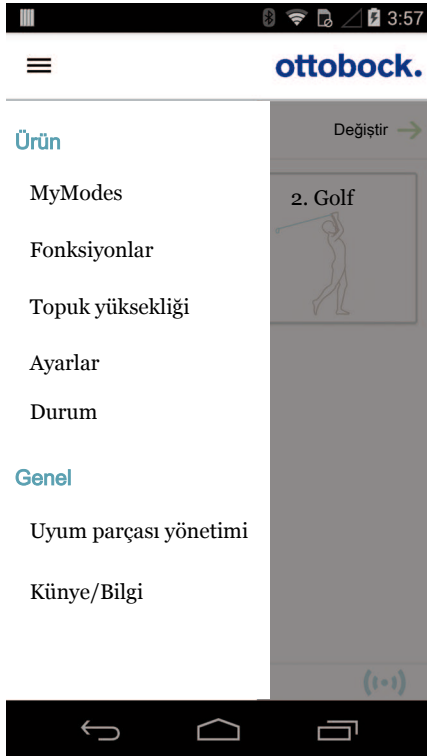 3:57
ottobock.
Ürün
Değiştir
MyModes
2. Golf
Fonksiyonlar
Topuk yüksekliği
Ayarlar
Durum
Genel
Uyum parçası yönetimi
Künye/Bilgi